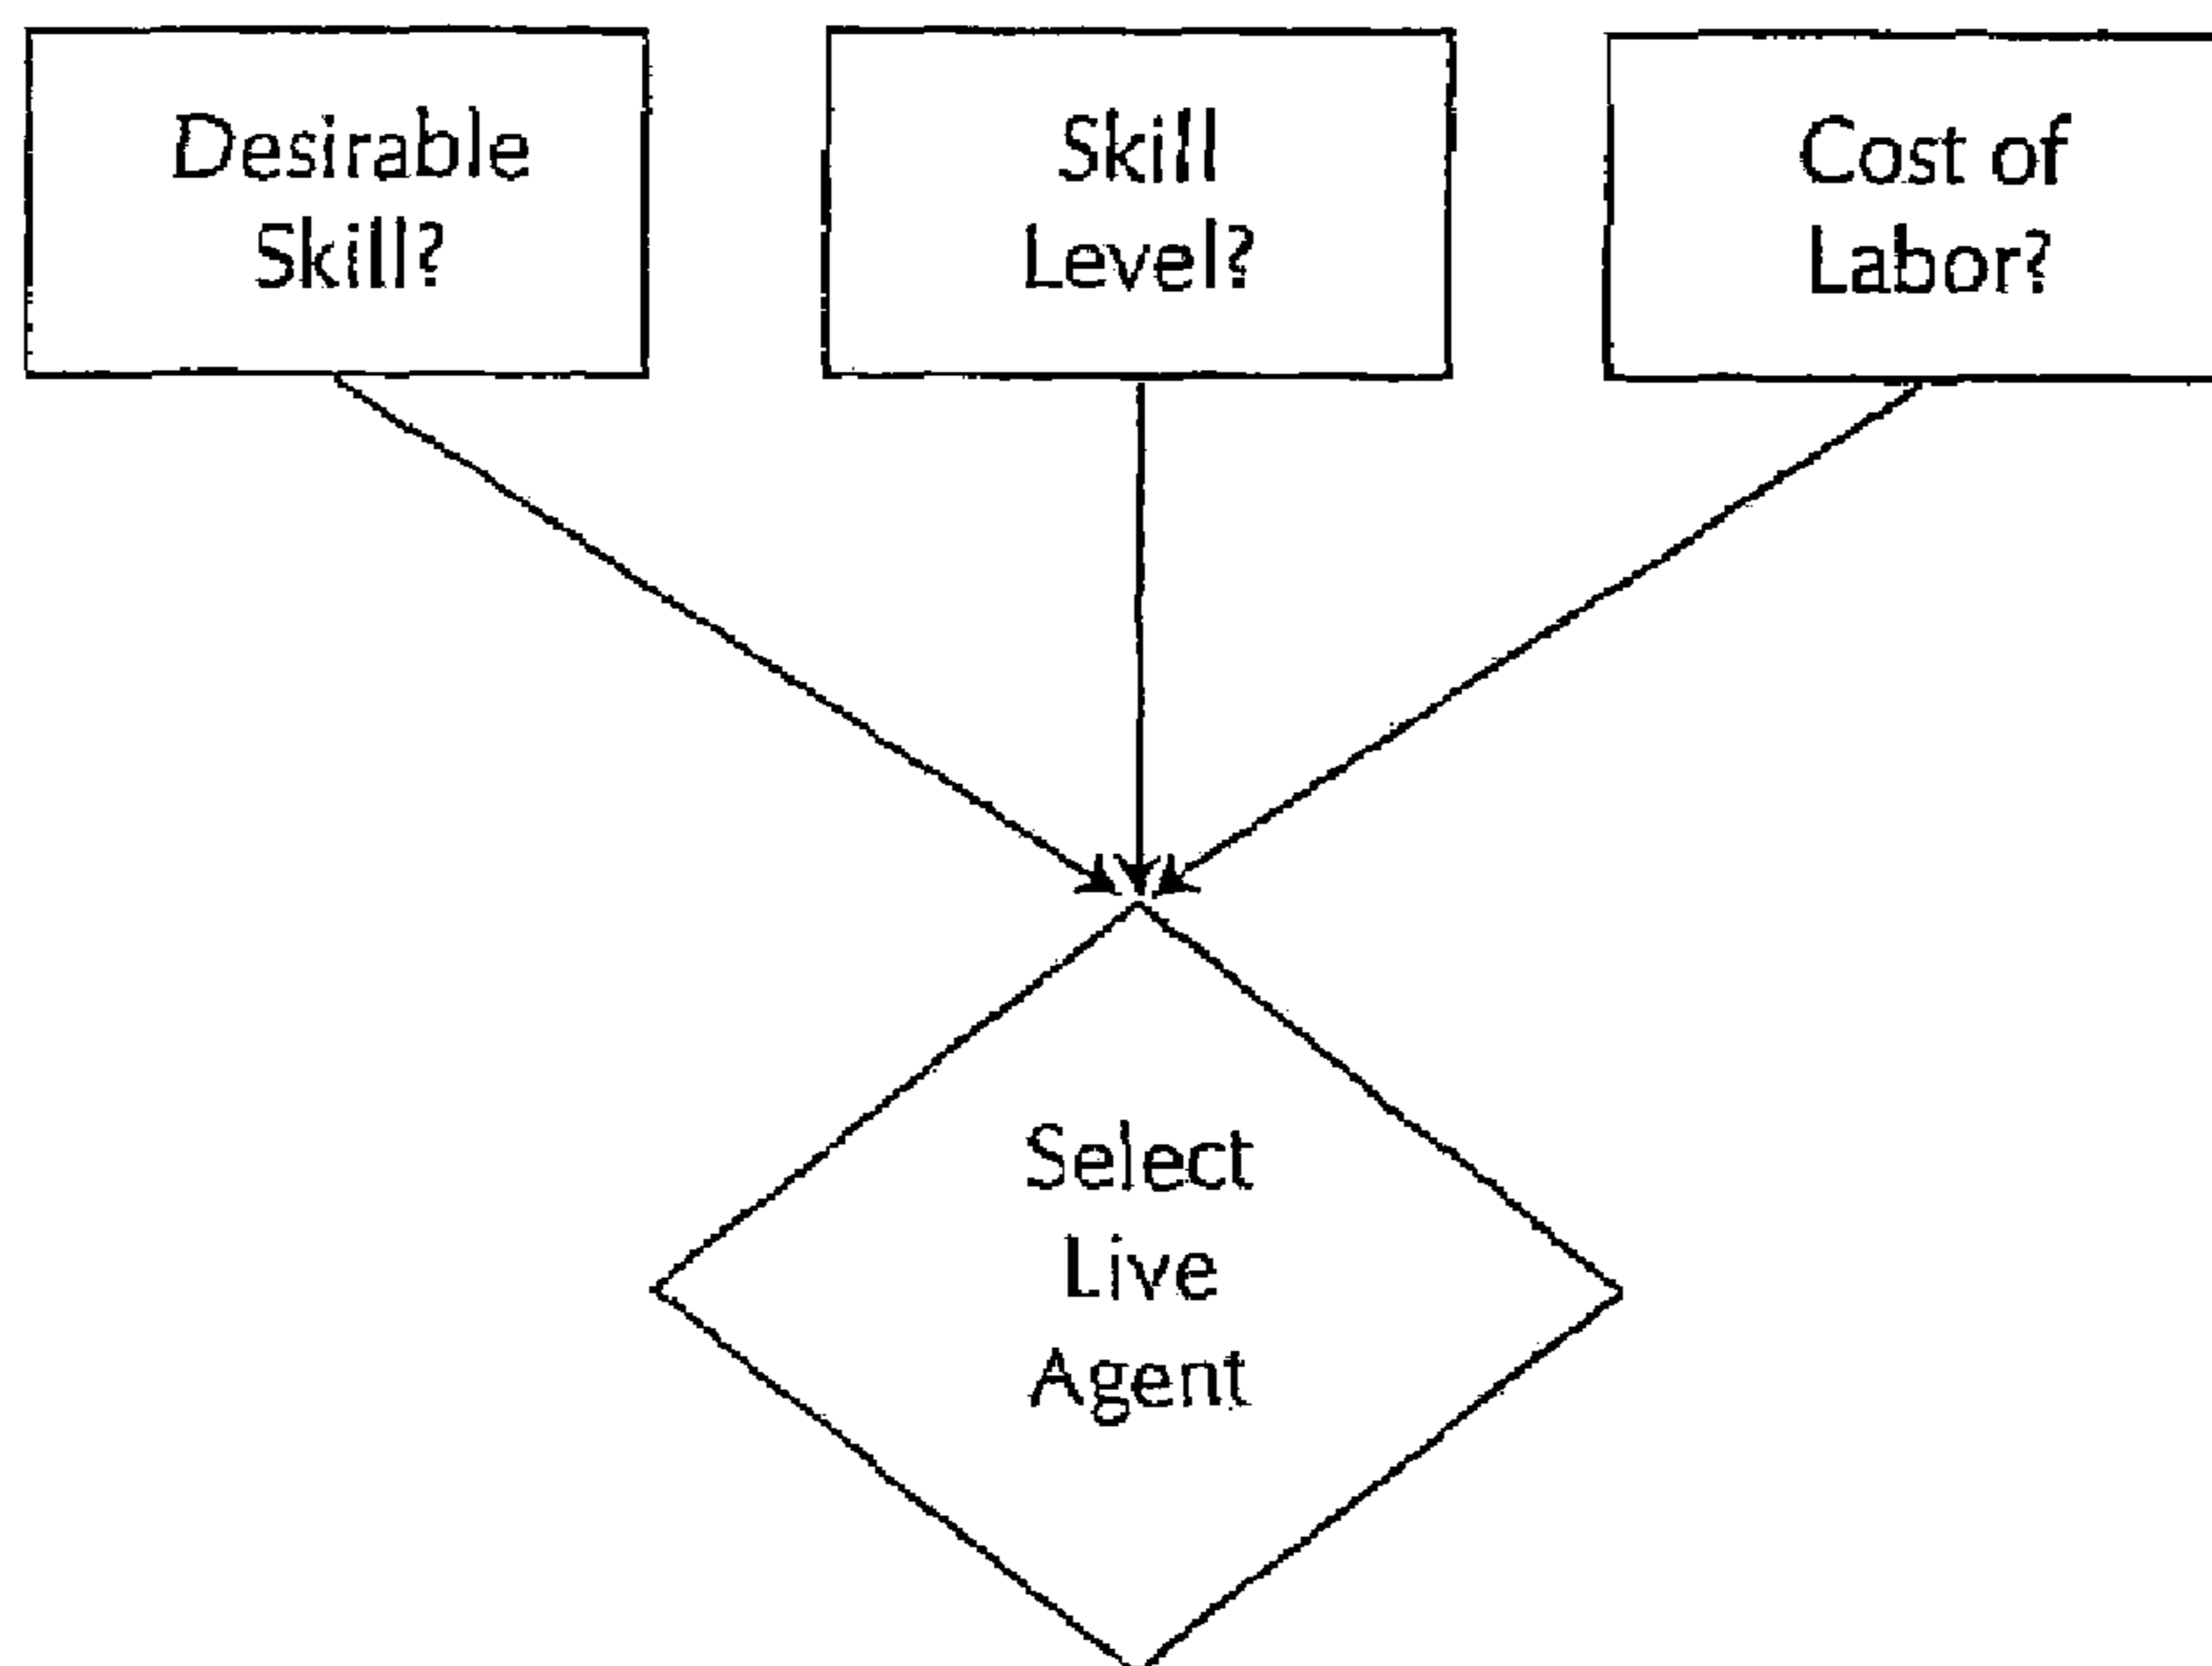 Desirable
Skill?
Skill
Level?
Cost of
Labor?
Select
Live
Agent